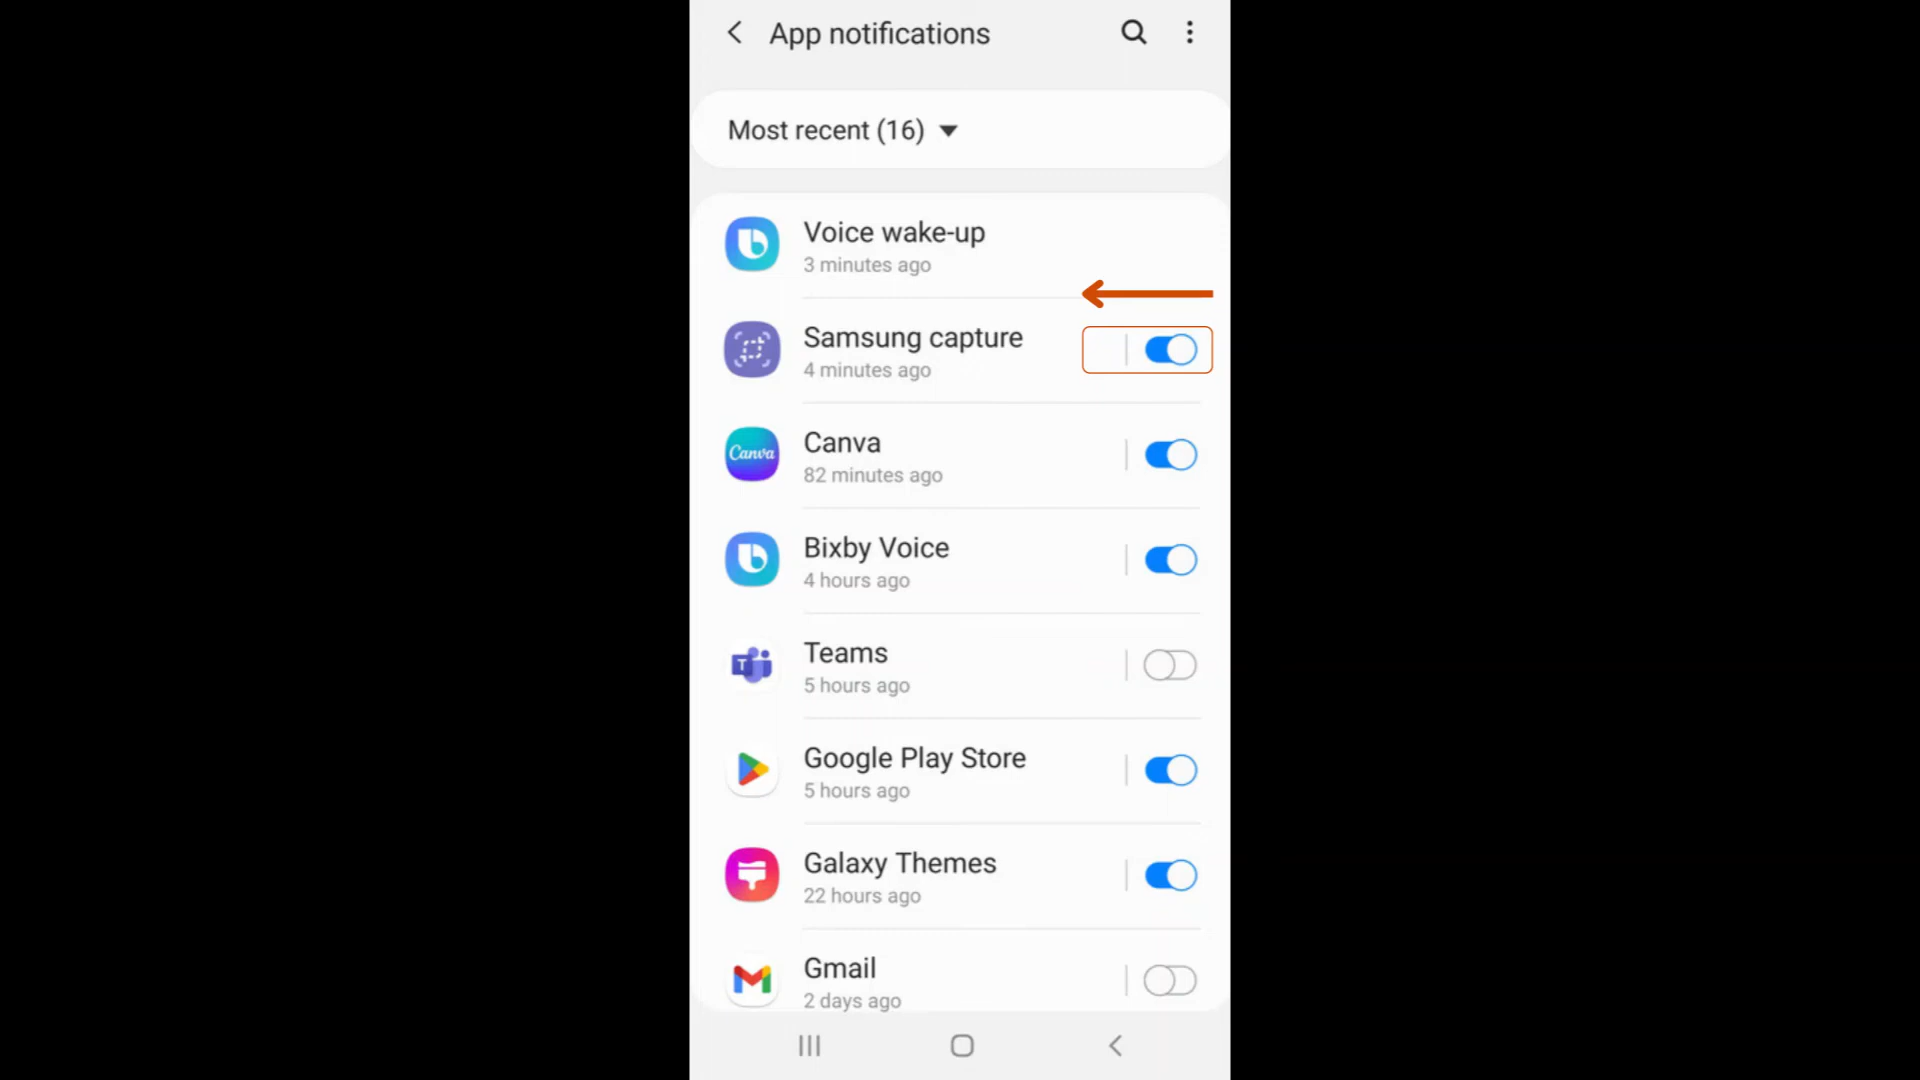 App notifications
Most recent (16)
Voice wake-up
3 minutes ago
Samsung capture
4 minutes ago
Canva
Canva
82 minutes ago
Bixby Voice
4 hours ago
T
Teams
5 hours ago
Google Play Store
5 hours ago
Galaxy Themes
22 hours ago
Gmail
2 days ago